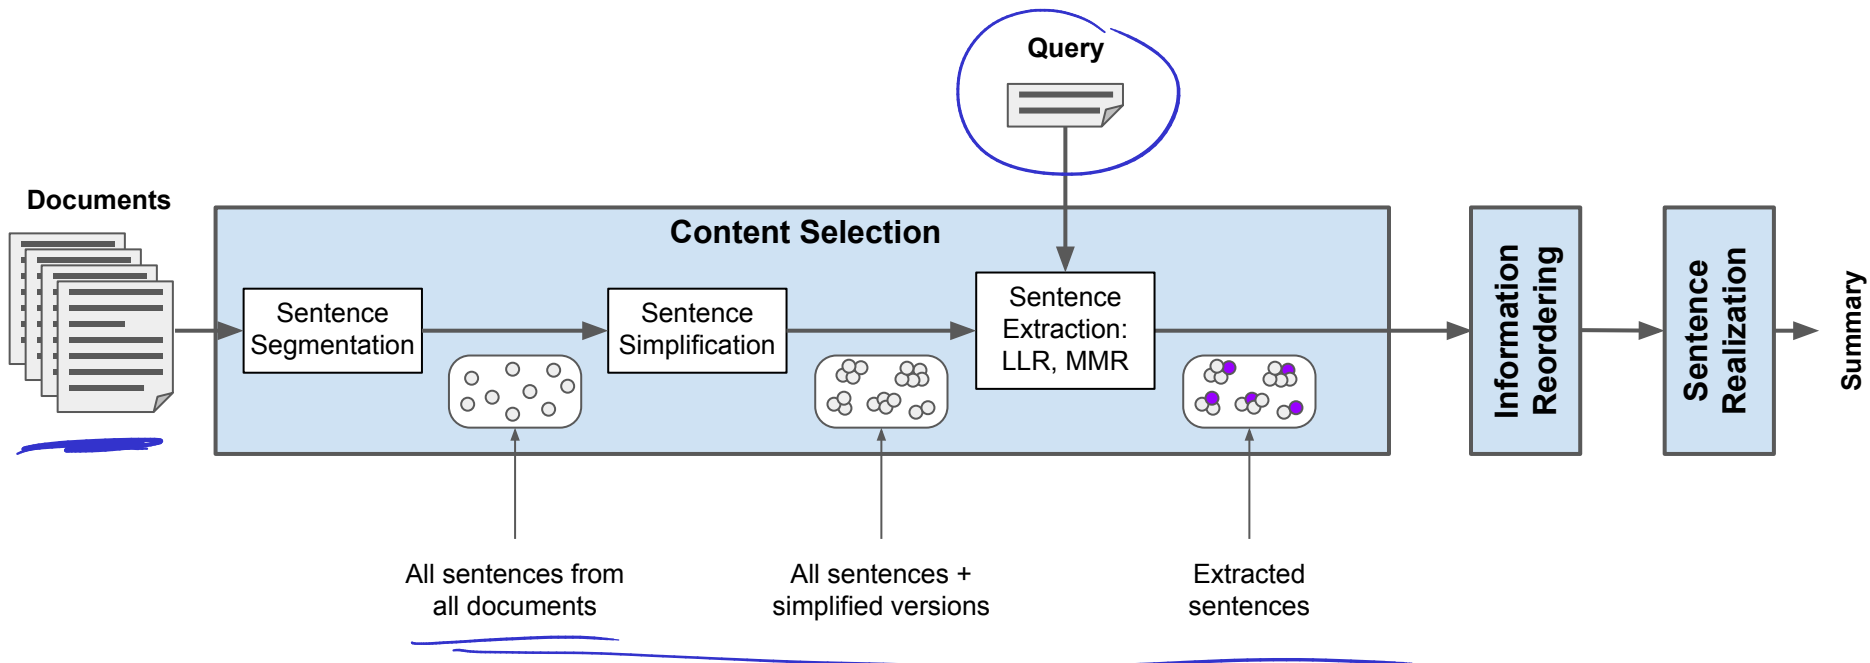 Query
Documents
Content Selection
Sentence
Segmentation
Sentence
Simplification
Sentence
Extraction:
LLR, MMR
Information
Reordering
Sentence
Realization
Summary
All sentences from
all documents
All sentences +
simplified versions
Extracted
sentences